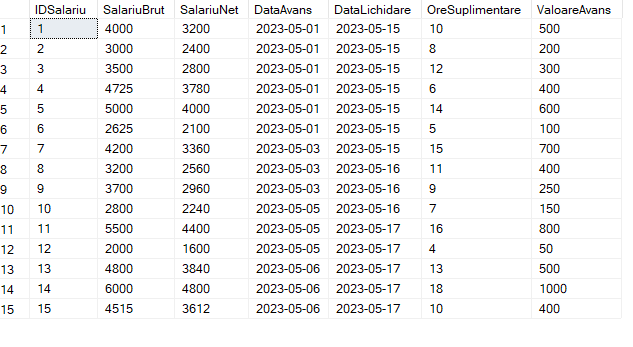 IDSalariu SalariuBrut SalariuNet DataAvans DataLichidare OreSuplimentare ValoareAvans
1 1 4000 3200 2023-05-01 2023-05-15 10 500
2 2 3000 2400 2023-05-01 2023-05-15 8 200
3 3 3500 2800 2023-05-01 2023-05-15 12 300
4 4 4725 3780 2023-05-01 2023-05-15 6 400
5 5 5000 4000 2023-05-01 2023-05-15 14 600
6 6 2625 2100 2023-05-01 2023-05-15 5 100
7 7 4200 3360 2023-05-03 2023-05-15 15 700
8 8 3200 2560 2023-05-03 2023-05-16 11 400
9 9 3700 2960 2023-05-03 2023-05-16 9 250
10 10 2800 2240 2023-05-05 2023-05-16 7 150
11 11 5500 4400 2023-05-05 2023-05-17 16 800
12 12 2000 1600 2023-05-05 2023-05-17 4 50
13 13 4800 3840 2023-05-06 2023-05-17 13 500
14 14 6000 4800 2023-05-06 2023-05-17 18 1000
15 15 4515 3612 2023-05-06 2023-05-17 10 400